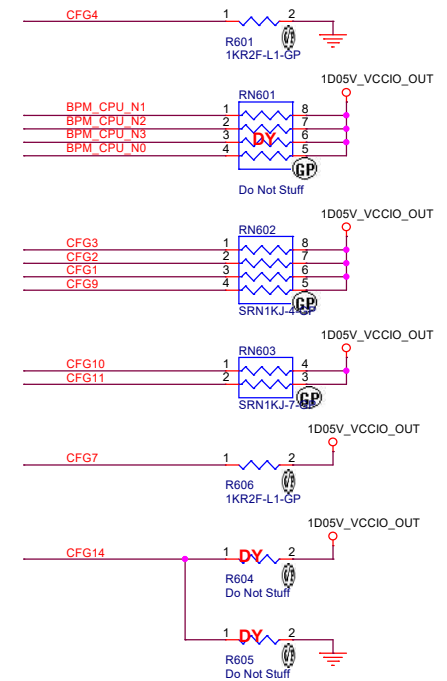 CFG4
1 2
R601
1KR2F-L1-GP
1D05V_VCCIO_OUT
RN601
BPM_CPU_N1 1 8
BPM_CPU_N2 2 7
BPM_CPU_N3 3 DY 6
BPM_CPU_N0 4 5
GP
Do Not Stuff
1D05V_VCCIO_OUT
RN602
CFG3 1 8
CFG2 2 7
CFG1 3 6
CFG9 4 5
GP
SRN1KJ-4-GP
1D05V_VCCIO_OUT
RN603
CFG10 1 4
CFG11 2 3
GP
SRN1KJ-7-GP
1D05V_VCCIO_OUT
CFG7 1 2
R606
1KR2F-L1-GP
1D05V_VCCIO_OUT
CFG14 1 DY 2
R604
Do Not Stuff
1 DY 2
R605
Do Not Stuff